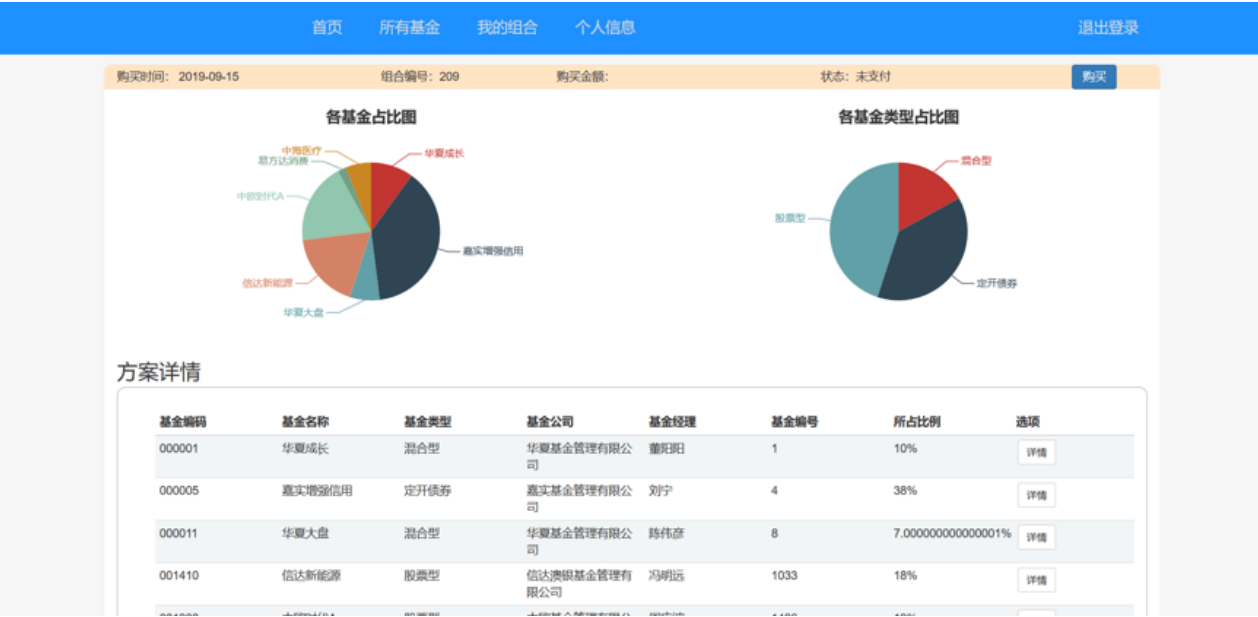 首页 所有基金 我的组合 个人信息 退出登录
购买时间: 2019-09-15 组合编号: 209 购买金额: 状态: 未支付 购买
各基金占比图 各基金类型占比图
中海医疗
易方达消费
华夏成长
中欧时代A
嘉实增强信用
信达新能源
华夏大盘
混合型
股票型
定开债券
方案详情
基金编码 基金名称 基金类型 基金公司 基金经理 基金编号 所占比例 选项
000001 华夏成长 混合型 华夏基金管理有限公 董阳阳 1 10% 详情
司
000005 嘉实增强信用 定开债券 嘉实基金管理有限公 刘宁 4 38% 详情
司
000011 华夏大盘 混合型 华夏基金管理有限公 陈伟彦 8 7.000000000000001% 详情
司
001410 信达新能源 股票型 信达澳银基金管理有 冯明远 1033 18% 详情
限公司